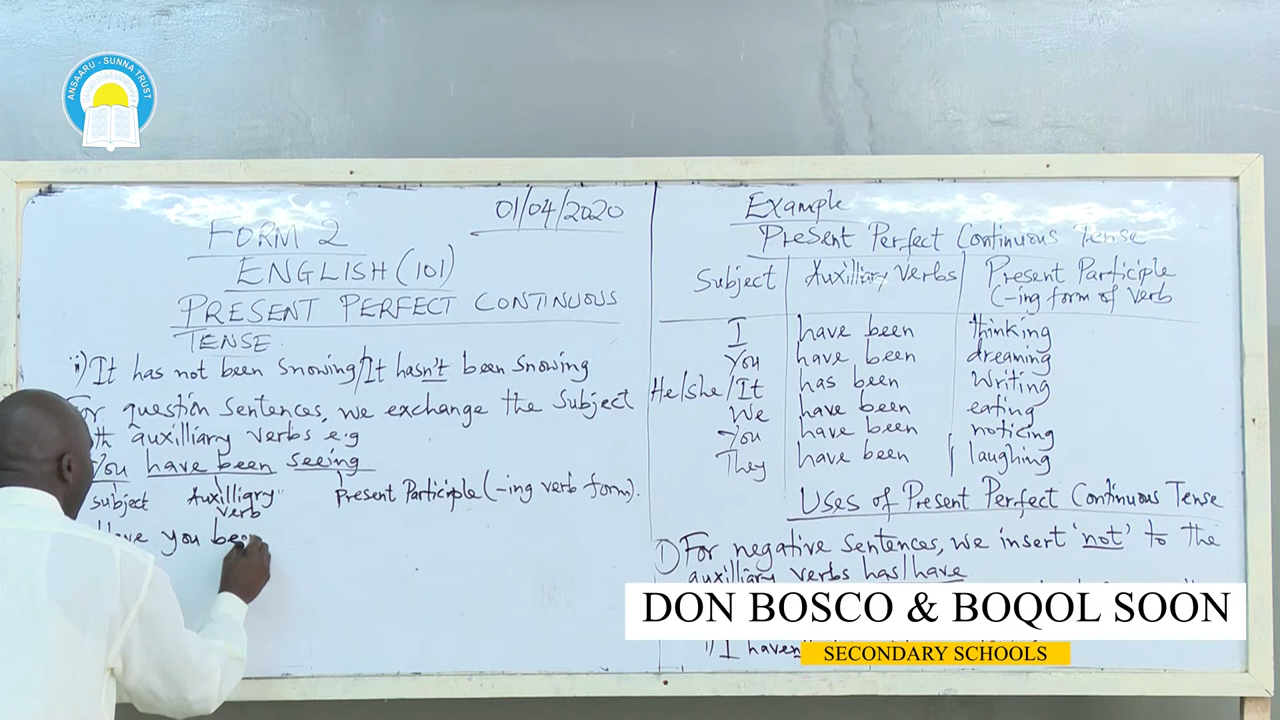 ANSAARU - SUNNA TRUST
01/04/2020
FORM 2
ENGLISH (101)
PRESENT PERFECT CONTINUOUS
TENSE.
ii) It has not been Snowing/It hasn't been Snowing
For question Sentences, we exchange the Subject
auxilliary verbs e.g
You have been seeing
subject Auxilliary verb Present Participle (-ing verb form).
Have you been
Example
Present Perfect Continuous Tense
Subject Auxilliary Verbs Present Participle
(-ing form of verb
I have been thinking
You have been dreaming
He/she/It has been Writing
We have been eating
You have been noticing
They have been laughing
Uses of Present Perfect Continuous Tense
1) For negative Sentences, we insert 'not' to the
auxilliary verbs has/have
i) I haven't
DON BOSCO & BOQOL SOON
SECONDARY SCHOOLS